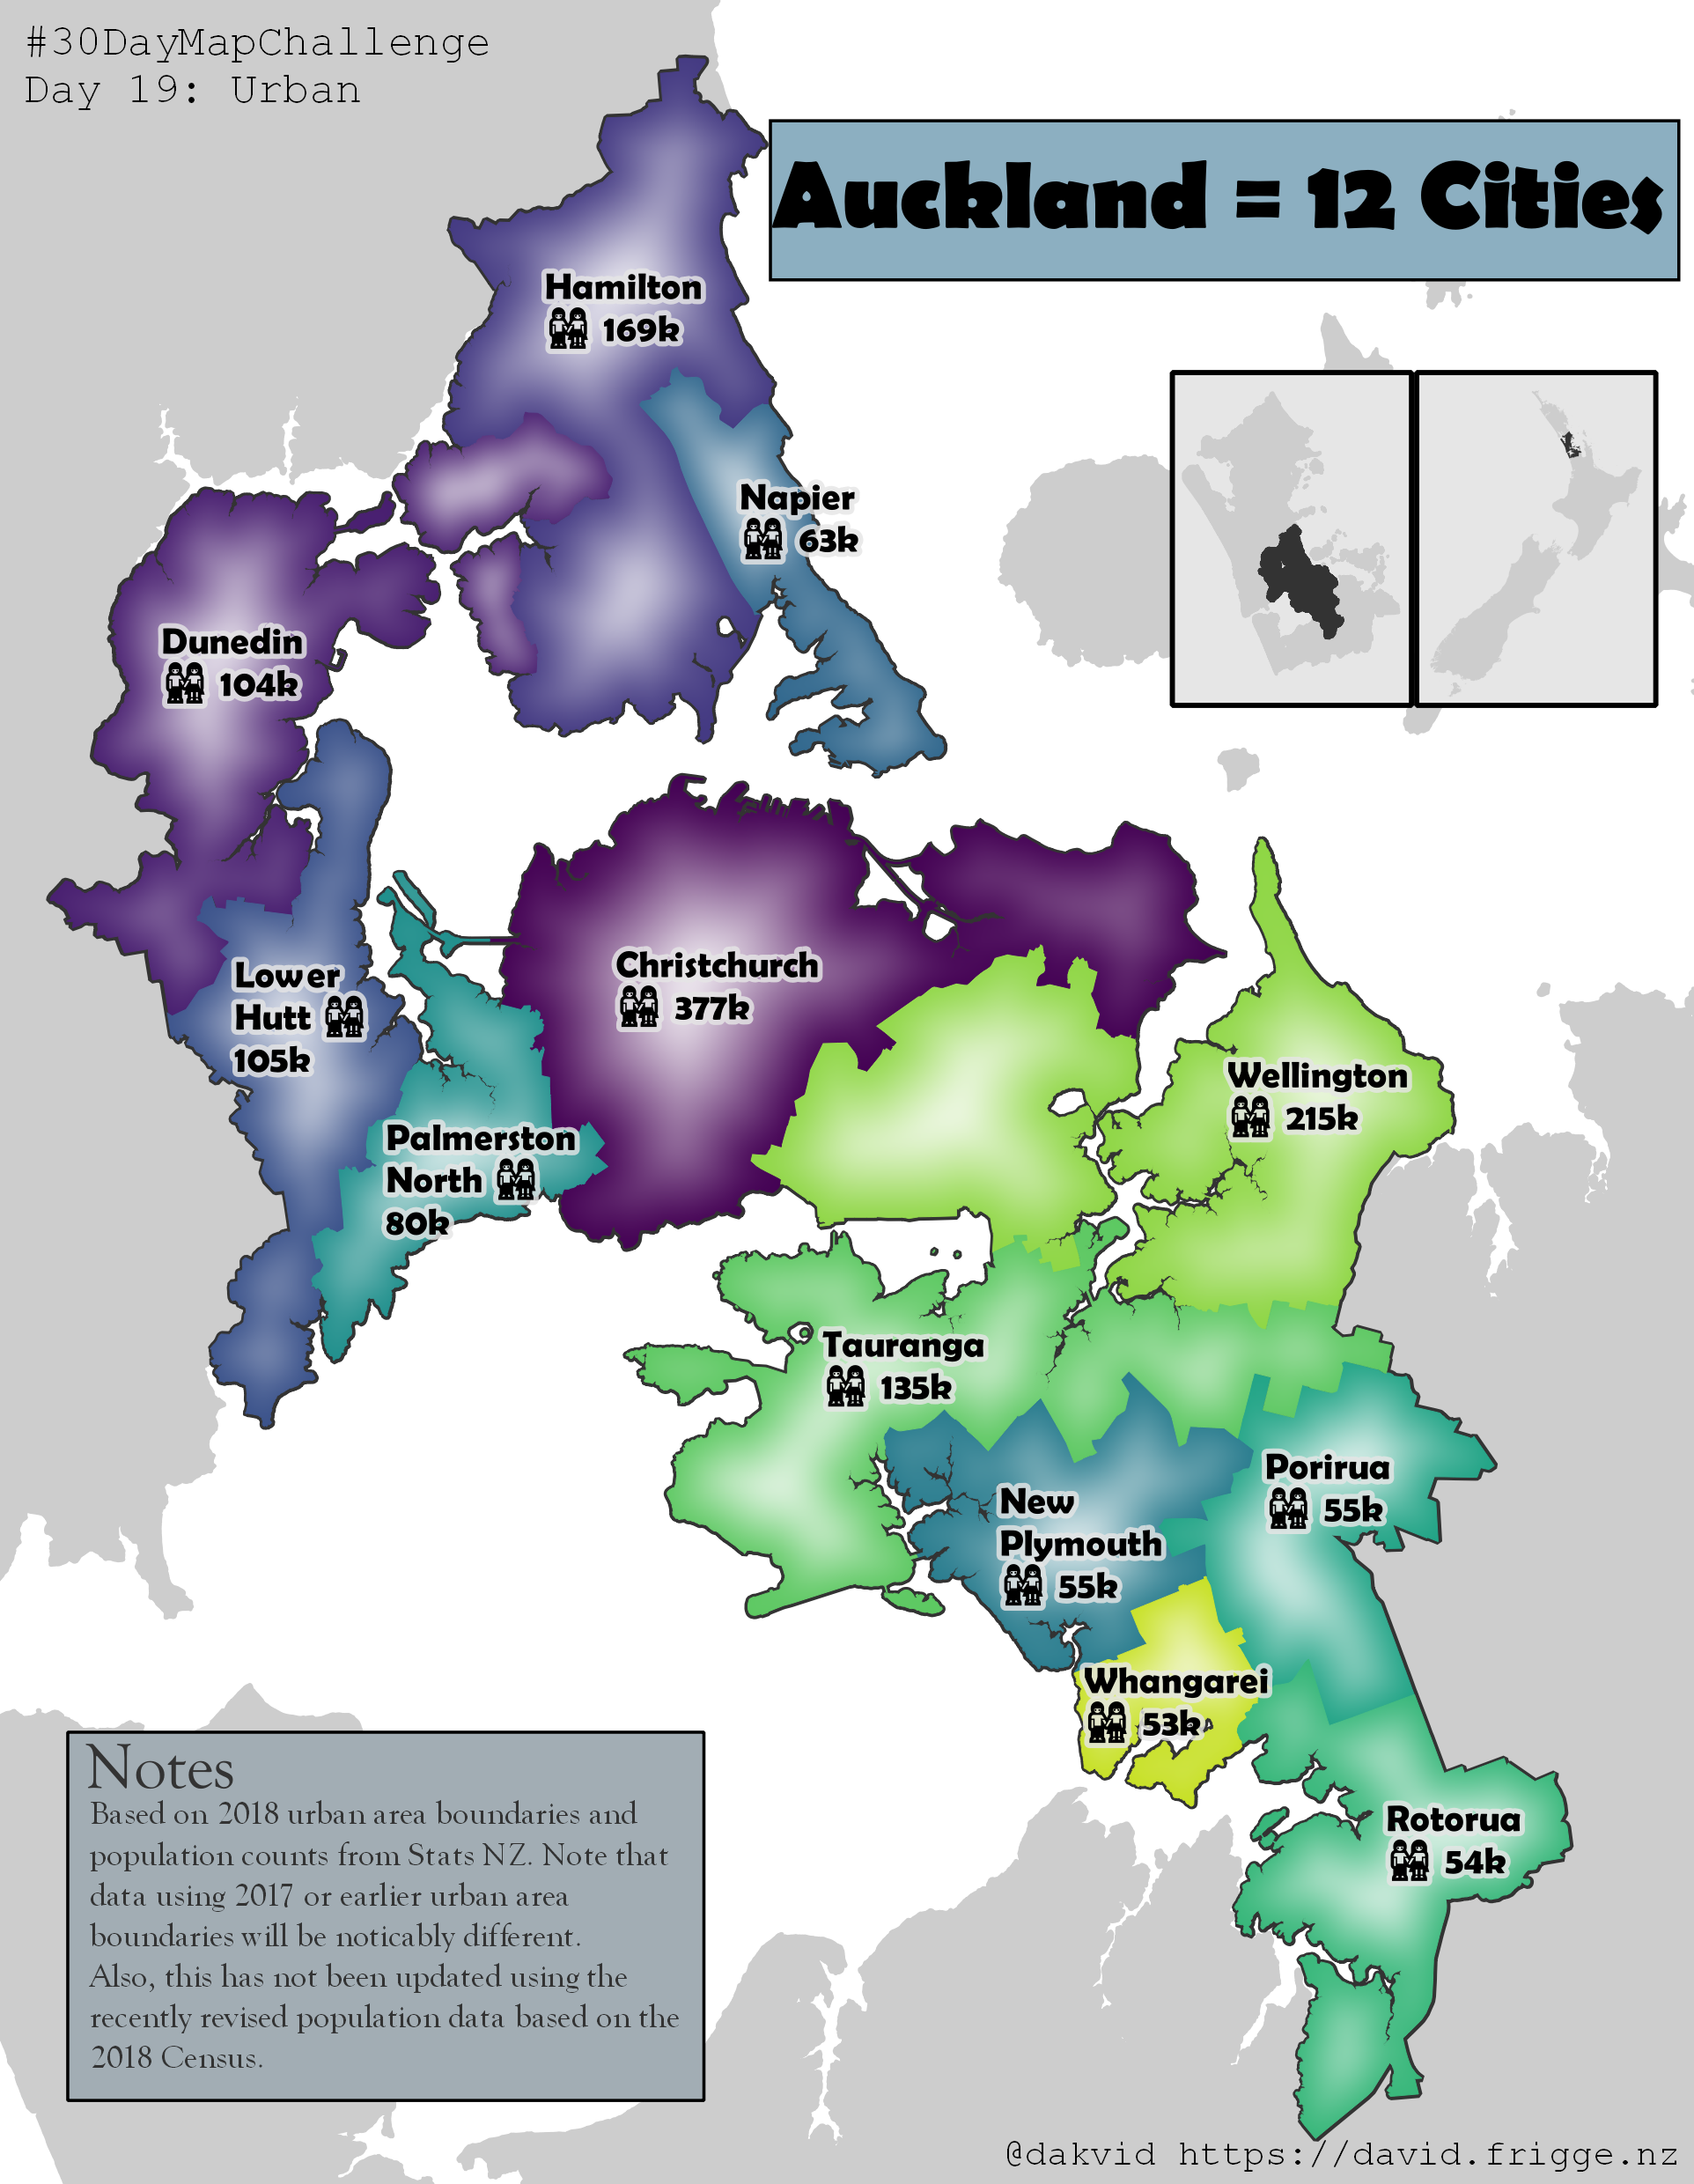 #30DayMapChallenge
Day 19: Urban
Auckland = 12 Cities
Hamilton
169k
Napier
63k
Dunedin
104k
Lower
Hutt
105k
Christchurch
377k
Palmerston
North
80k
Wellington
215k
Tauranga
135k
New
Plymouth
55k
Porirua
55k
Whangarei
53k
Rotorua
54k
Notes
Based on 2018 urban area boundaries and
population counts from Stats NZ. Note that
data using 2017 or earlier urban area
boundaries will be noticably different.
Also, this has not been updated using the
recently revised population data based on the
2018 Census.
@dakvid https://david.frigge.nz